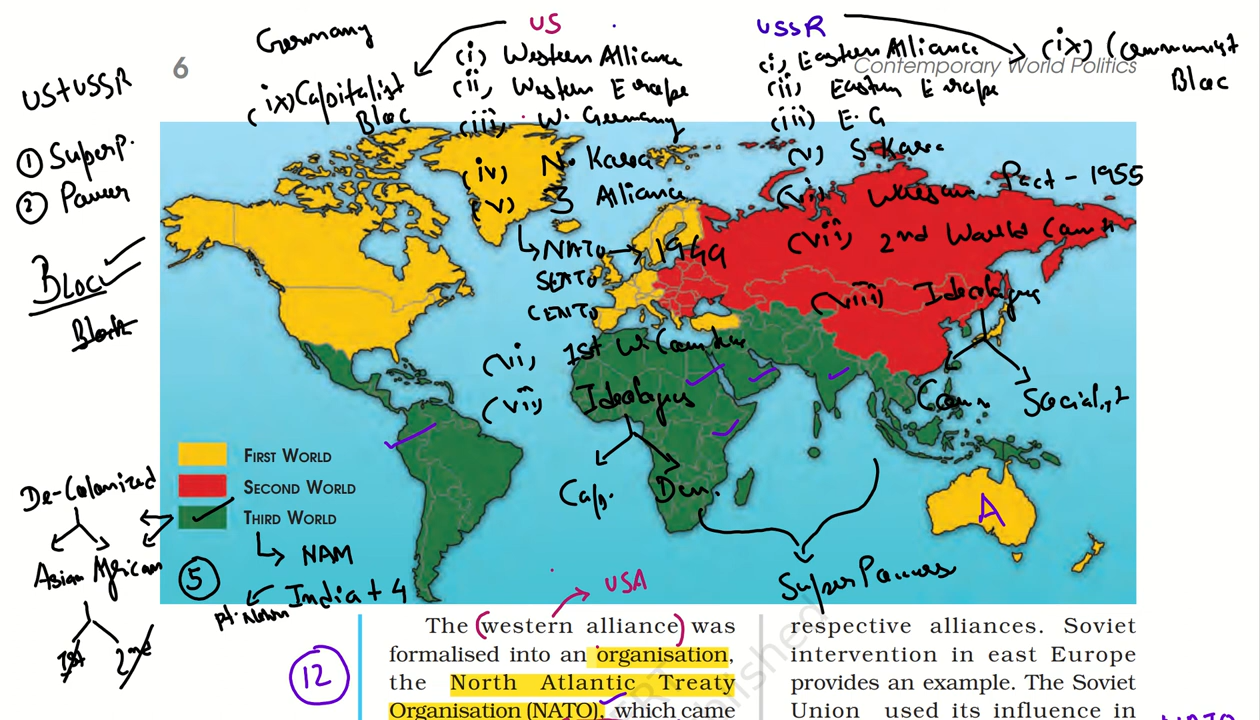 Germany
US
USSR
6
Contemporary World Politics
US+USSR
① Superp.
② Power
Bloc
Block
(ix) Capitalist
Bloc
(i) Western Alliance
(ii) Western Europe
(iii) W. Germany
(iv) N. Korea
(v) 3 Alliance
NATO → 1949
SEATO
CENTO
(vi) 1st W. Countries
(vii) Ideologies
Cap. Dem.
(i) Eastern Alliance
(ii) Eastern Europe
(iii) E. G
(v) S. Korea
(vi) Warsaw Pact - 1955
(vii) 2nd World Count
(viii) Ideologies
Comm Socialist
(ix) Communist
Bloc
Super Powers
A
FIRST WORLD
SECOND WORLD
THIRD WORLD
De-Colonized
Asian African
1st 2nd
NAM
5
India + 4
USA
12
The (western alliance) was
formalised into an organisation,
the North Atlantic Treaty
Organisation (NATO), which came
respective alliances. Soviet
intervention in east Europe
provides an example. The Soviet
Union used its influence in
NATO